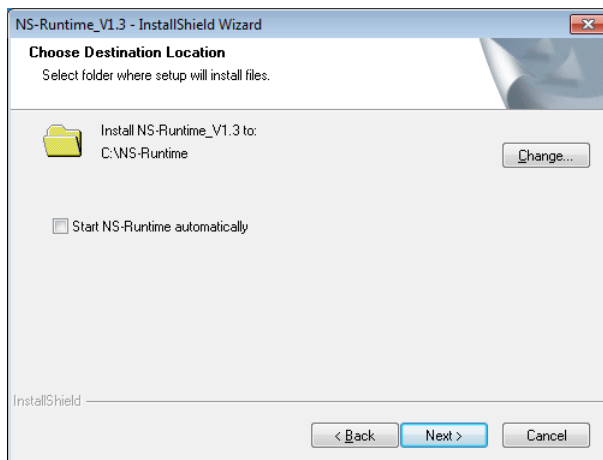 NS-Runtime_V1.3 - InstallShield Wizard
Choose Destination Location
Select folder where setup will install files.
Install NS-Runtime_V1.3 to:
C:\NS-Runtime
Change...
Start NS-Runtime automatically
InstallShield
< Back
Next >
Cancel